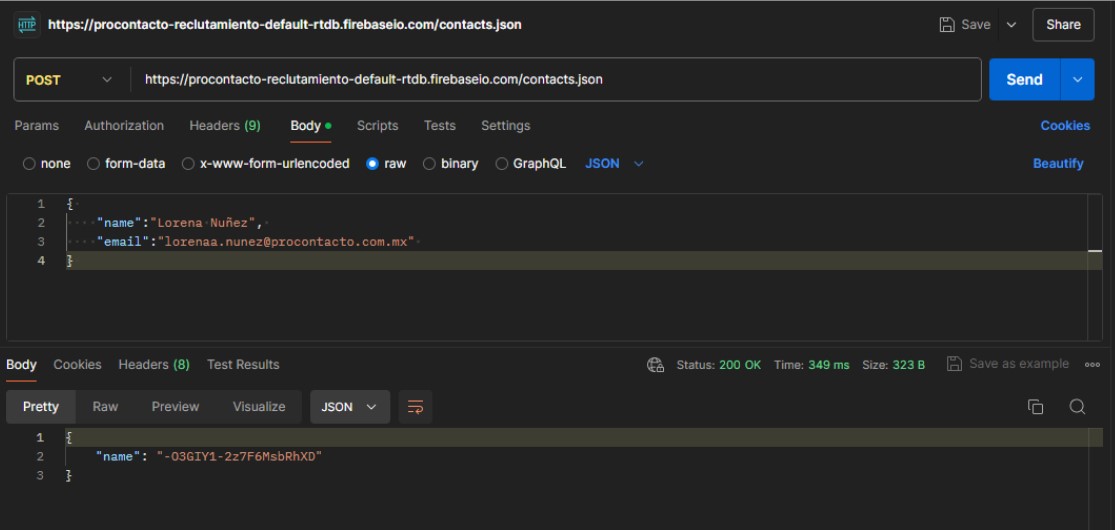 HTTP https://procontacto-reclutamiento-default-rtdb.firebaseio.com/contacts.json Save Share
POST https://procontacto-reclutamiento-default-rtdb.firebaseio.com/contacts.json Send
Params Authorization Headers (9) Body Scripts Tests Settings Cookies
none form-data x-www-form-urlencoded raw binary GraphQL JSON Beautify
1 {
2 "name":"Lorena Nuñez",
3 "email":"lorenaa.nunez@procontacto.com.mx"
4 }
Body Cookies Headers (8) Test Results Status: 200 OK Time: 349 ms Size: 323 B Save as example
Pretty Raw Preview Visualize JSON
1 {
2 "name": "-O3GIY1-2z7F6MsbRhXD"
3 }